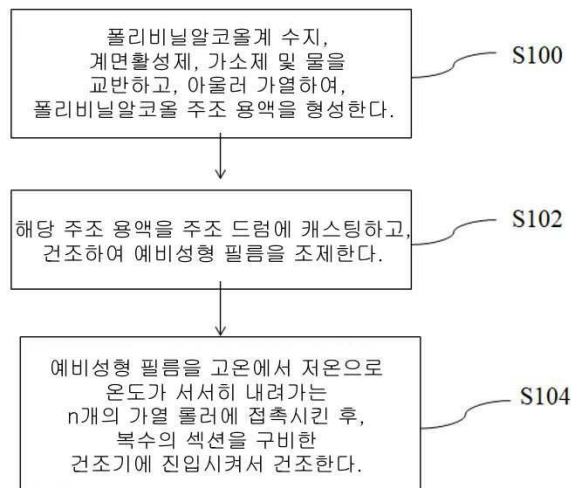 폴리비닐알코올계 수지,
계면활성제, 가소제 및 물을
교반하고, 아울러 가열하여,
폴리비닐알코올 주조 용액을 형성한다.
S100
해당 주조 용액을 주조 드럼에 캐스팅하고,
건조하여 예비성형 필름을 조제한다.
S102
예비성형 필름을 고온에서 저온으로
온도가 서서히 내려가는
n개의 가열 롤러에 접촉시킨 후,
복수의 섹션을 구비한
건조기에 진입시켜서 건조한다.
S104